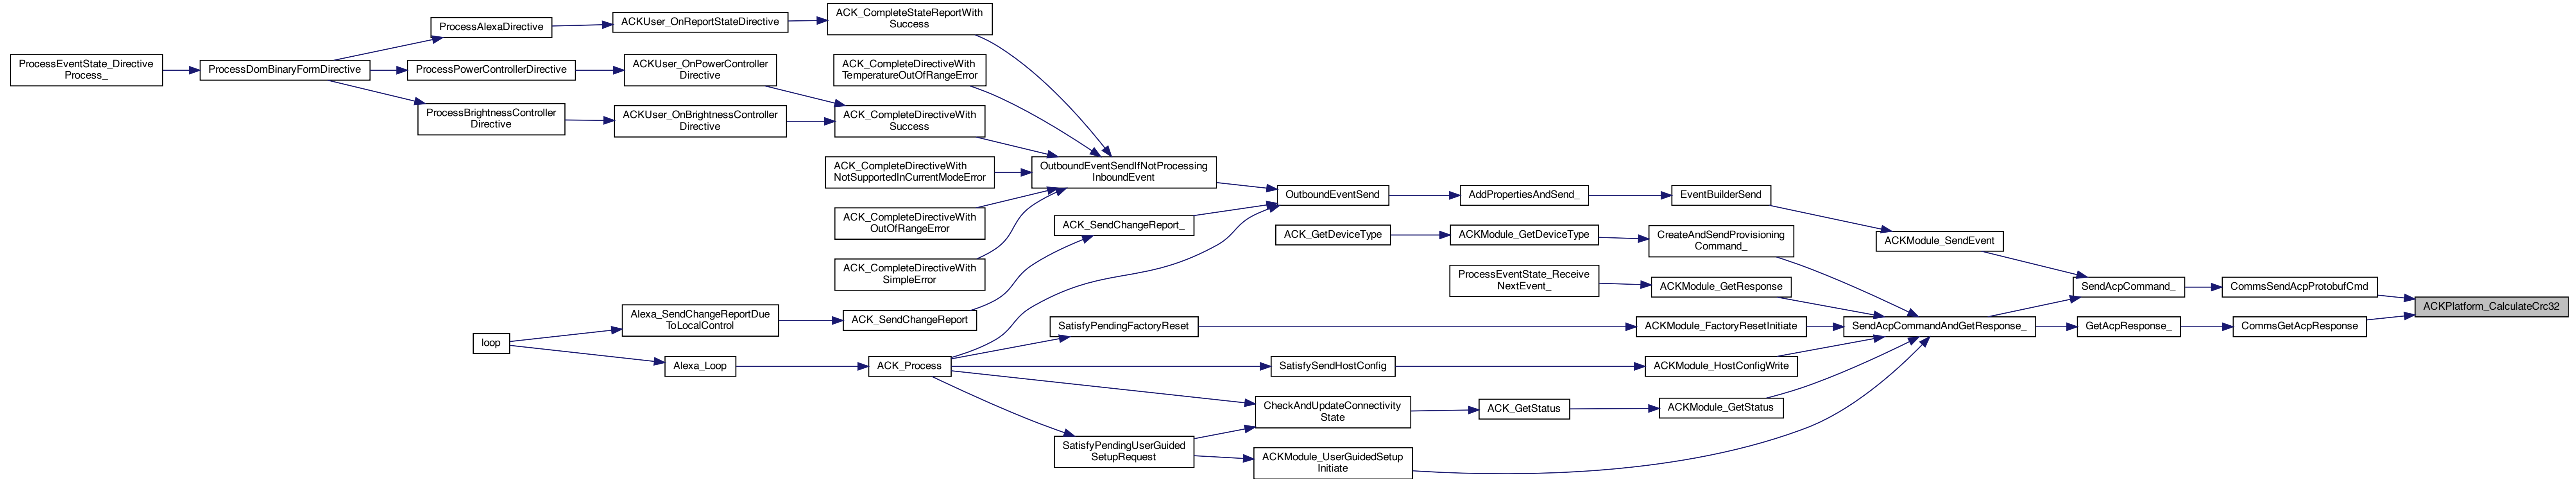 ProcessEventState_Directive
Process_
ProcessDomBinaryFormDirective
ProcessAlexaDirective
ProcessPowerControllerDirective
ProcessBrightnessController
Directive
ACKUser_OnReportStateDirective
ACKUser_OnPowerController
Directive
ACKUser_OnBrightnessController
Directive
ACK_CompleteStateReportWith
Success
ACK_CompleteDirectiveWith
TemperatureOutOfRangeError
ACK_CompleteDirectiveWith
Success
ACK_CompleteDirectiveWith
NotSupportedInCurrentModeError
ACK_CompleteDirectiveWith
OutOfRangeError
ACK_CompleteDirectiveWith
SimpleError
OutboundEventSendIfNotProcessing
InboundEvent
ACK_SendChangeReport_
OutboundEventSend
AddPropertiesAndSend_
EventBuilderSend
ACKModule_SendEvent
ACK_GetDeviceType
ACKModule_GetDeviceType
CreateAndSendProvisioning
Command_
ProcessEventState_Receive
NextEvent_
ACKModule_GetResponse
SendAcpCommand_
CommsSendAcpProtobufCmd
ACKPlatform_CalculateCrc32
loop
Alexa_SendChangeReportDue
ToLocalControl
ACK_SendChangeReport
SatisfyPendingFactoryReset
ACKModule_FactoryResetInitiate
SendAcpCommandAndGetResponse_
GetAcpResponse_
CommsGetAcpResponse
Alexa_Loop
ACK_Process
SatisfySendHostConfig
ACKModule_HostConfigWrite
CheckAndUpdateConnectivity
State
ACK_GetStatus
ACKModule_GetStatus
SatisfyPendingUserGuided
SetupRequest
ACKModule_UserGuidedSetup
Initiate